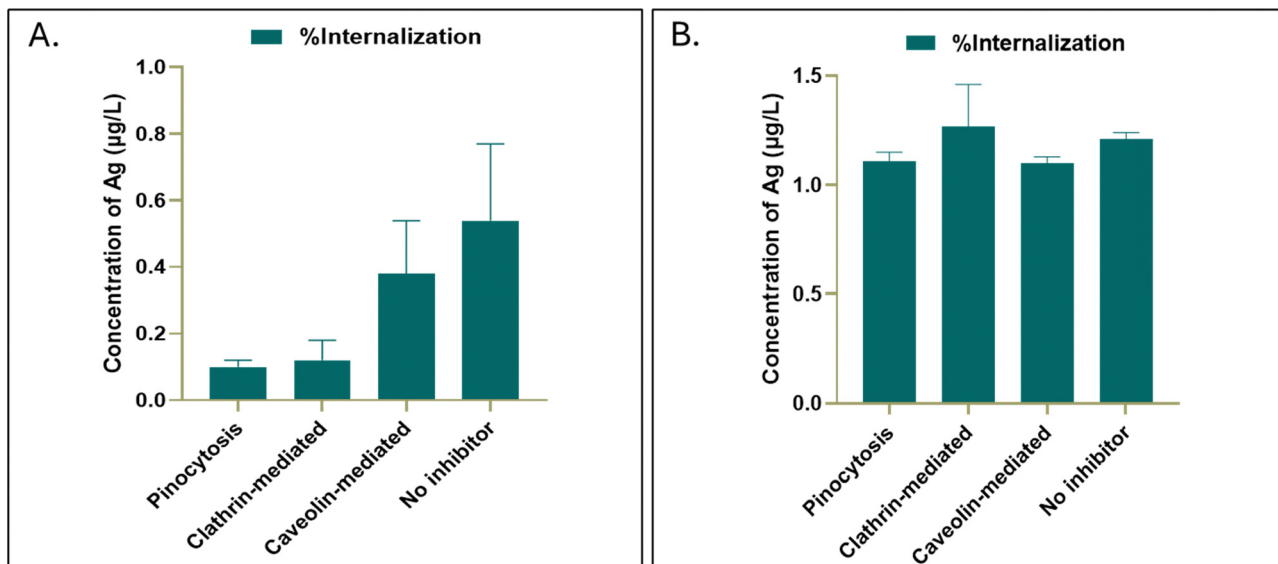 A.
%Internalization
Concentration of Ag (µg/L)
1.0
0.8
0.6
0.4
0.2
0.0
Pinocytosis
Clathrin-mediated
Caveolin-mediated
No inhibitor
B.
%Internalization
Concentration of Ag (µg/L)
1.5
1.0
0.5
0.0
Pinocytosis
Clathrin-mediated
Caveolin-mediated
No inhibitor